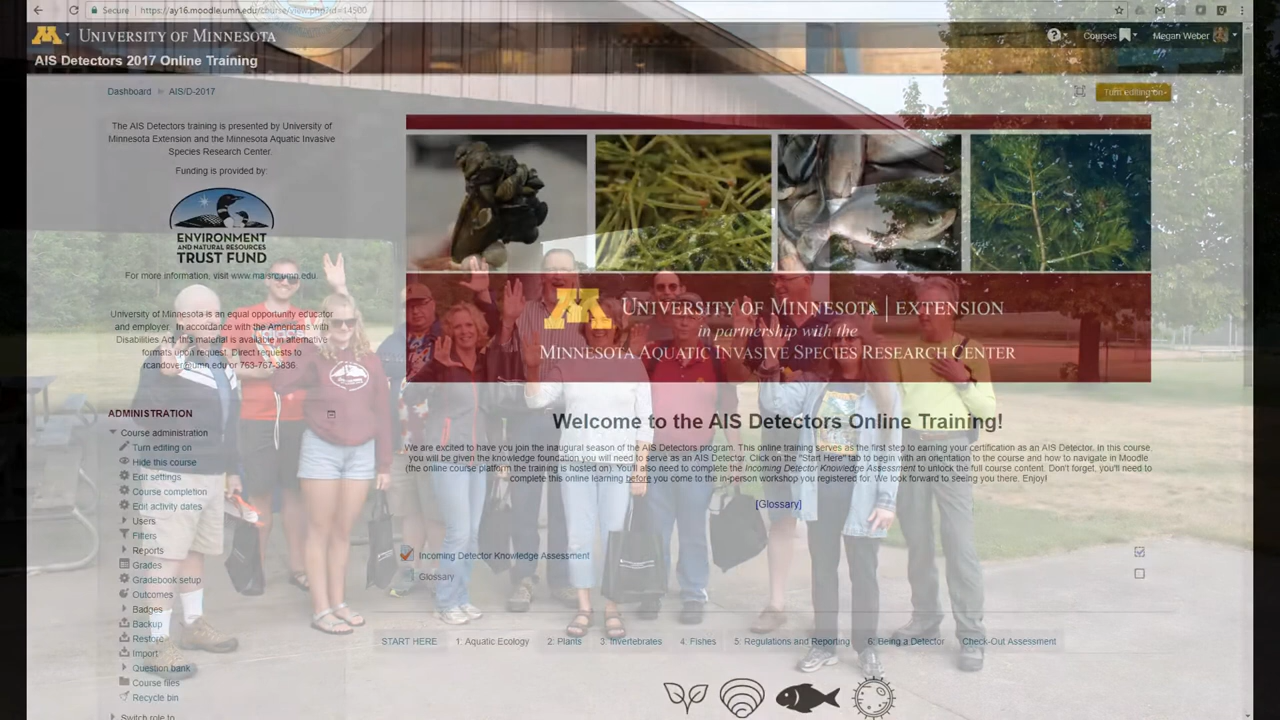 Secure | https://ay16.moodle.umn.edu/course/view.php?id=14500
UNIVERSITY OF MINNESOTA
Courses
Megan Weber
AIS Detectors 2017 Online Training
Dashboard
AIS/D-2017
Turn editing on
The AIS Detectors training is presented by University of
Minnesota Extension and the Minnesota Aquatic Invasive
Species Research Center.
Funding is provided by:
ENVIRONMENT
AND NATURAL RESOURCES
TRUST FUND
For more information, visit www.maisrc.umn.edu.
University of Minnesota is an equal opportunity educator
and employer. In accordance with the Americans with
Disabilities Act, this material is available in alternative
formats upon request. Direct requests to
rcandover@umn.edu or 763-767-3836.
ADMINISTRATION
Course administration
Turn editing on
Hide this course
Edit settings
Course completion
Edit activity dates
Users
Filters
Reports
Grades
Gradebook setup
Outcomes
Badges
Backup
Restore
Import
Question bank
Course files
Recycle bin
Switch role to
UNIVERSITY OF MINNESOTA | EXTENSION
in partnership with the
MINNESOTA AQUATIC INVASIVE SPECIES RESEARCH CENTER
Welcome to the AIS Detectors Online Training!
We are excited to have you join the inaugural season of the AIS Detectors program. This online training serves as the first step to earning your certification as an AIS Detector. In this course,
you will be given the knowledge foundation you will need to serve as an AIS Detector. Click on the "Start Here" tab to begin with an orientation to the course and how to navigate in Moodle
(the online course platform the training is hosted on). You'll also need to complete the Incoming Detector Knowledge Assessment to unlock the full course content. Don't forget, you'll need to
complete this online learning before you come to the in-person workshop you registered for. We look forward to seeing you there. Enjoy!
[Glossary]
Incoming Detector Knowledge Assessment
Glossary
START HERE
1: Aquatic Ecology
2: Plants
3: Invertebrates
4: Fishes
5: Regulations and Reporting
6: Being a Detector
Check-Out Assessment